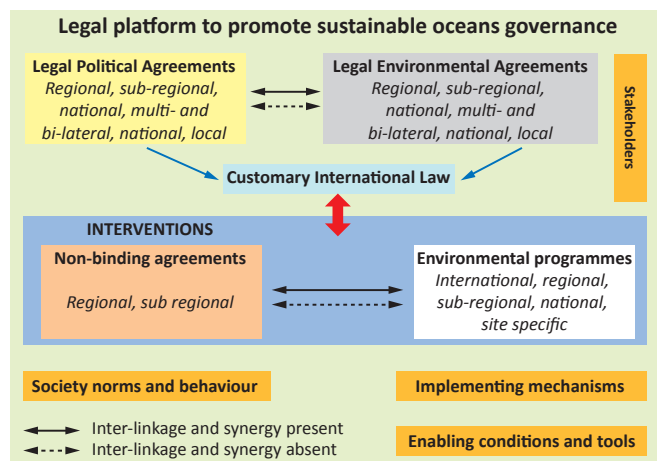 Legal platform to promote sustainable oceans governance
Legal Political Agreements
Regional, sub-regional,
national, multi- and
bi-lateral, national, local
Legal Environmental Agreements
Regional, sub-regional,
national, multi- and
bi-lateral, national, local
Stakeholders
Customary International Law
INTERVENTIONS
Non-binding agreements
Regional, sub regional
Environmental programmes
International, regional,
sub-regional, national,
site specific
Society norms and behaviour
Implementing mechanisms
Inter-linkage and synergy present
Inter-linkage and synergy absent
Enabling conditions and tools